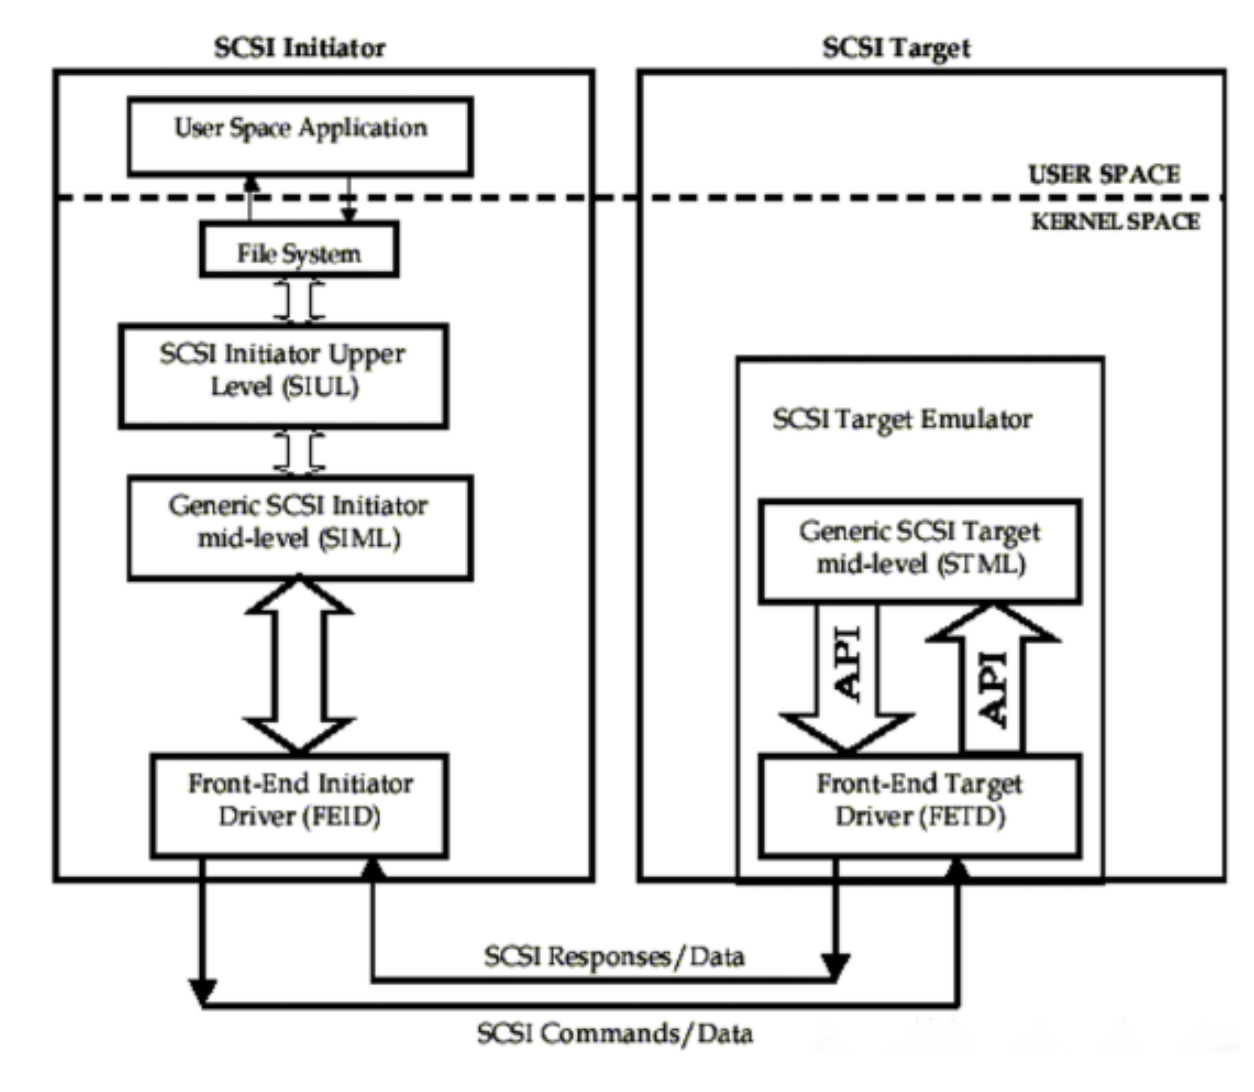 SCSI Initiator
SCSI Target
User Space Application
USER SPACE
KERNEL SPACE
File System
SCSI Initiator Upper
Level (SIUL)
SCSI Target Emulator
Generic SCSI Initiator
mid-level (SIML)
Generic SCSI Target
mid-level (STML)
API
API
Front-End Initiator
Driver (FEID)
Front-End Target
Driver (FETD)
SCSI Responses/Data
SCSI Commands/Data